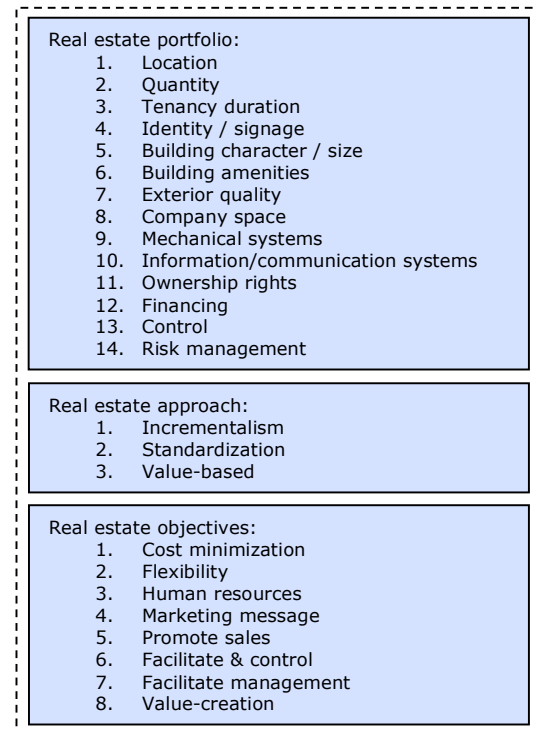 Real estate portfolio:
1. Location
2. Quantity
3. Tenancy duration
4. Identity / signage
5. Building character / size
6. Building amenities
7. Exterior quality
8. Company space
9. Mechanical systems
10. Information/communication systems
11. Ownership rights
12. Financing
13. Control
14. Risk management
Real estate approach:
1. Incrementalism
2. Standardization
3. Value-based
Real estate objectives:
1. Cost minimization
2. Flexibility
3. Human resources
4. Marketing message
5. Promote sales
6. Facilitate & control
7. Facilitate management
8. Value-creation